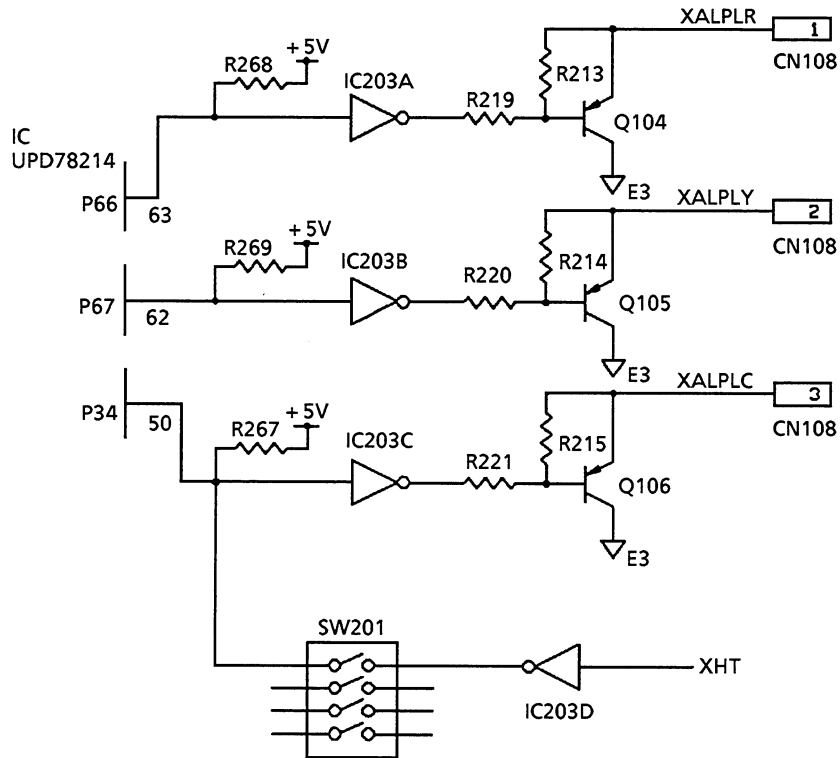 XALPLR
1
CN108
+5V
R268
IC203A
R213
R219
Q104
IC
UPD78214
P66
63
E3
XALPLY
2
CN108
+5V
R269
IC203B
R214
R220
Q105
P67
62
E3
XALPLC
3
CN108
P34
50
+5V
R267
IC203C
R215
R221
Q106
E3
SW201
XHT
IC203D